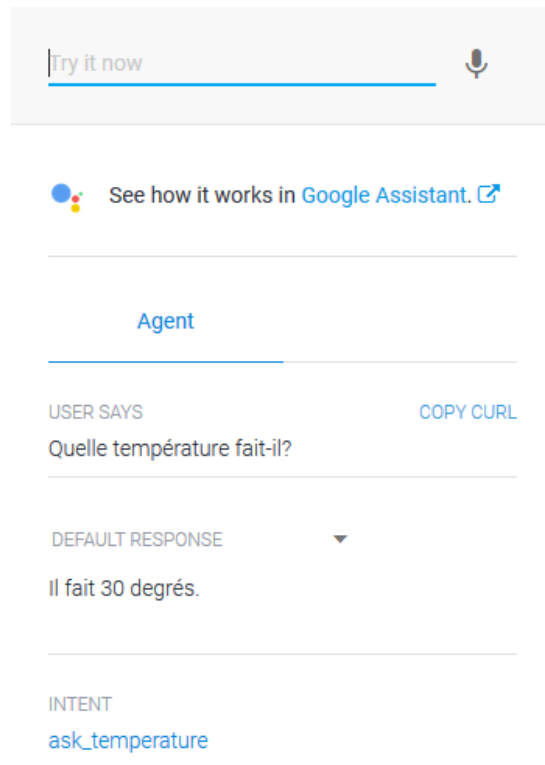 Try it now
See how it works in Google Assistant.
Agent
USER SAYS
COPY CURL
Quelle température fait-il?
DEFAULT RESPONSE
Il fait 30 degrés.
INTENT
ask_temperature